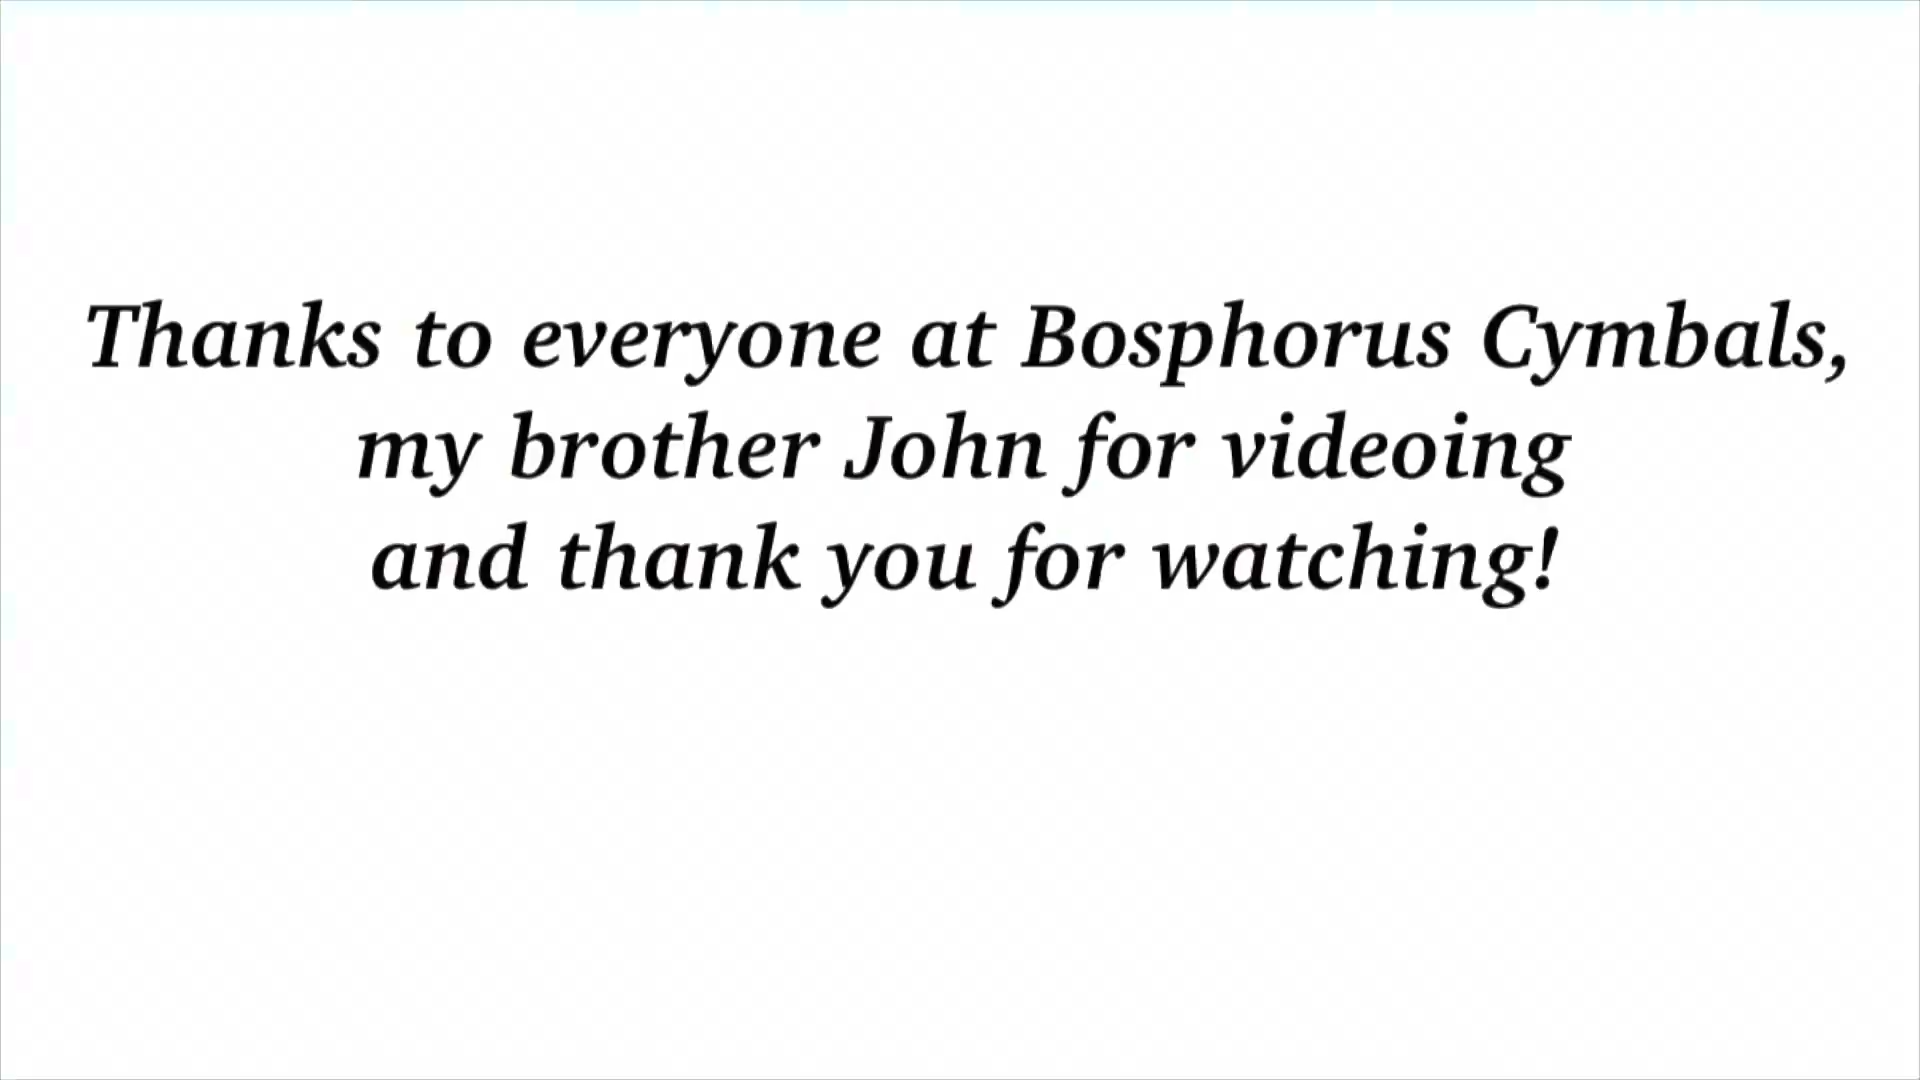 Thanks to everyone at Bosphorus Cymbals,
my brother John for videoing
and thank you for watching!